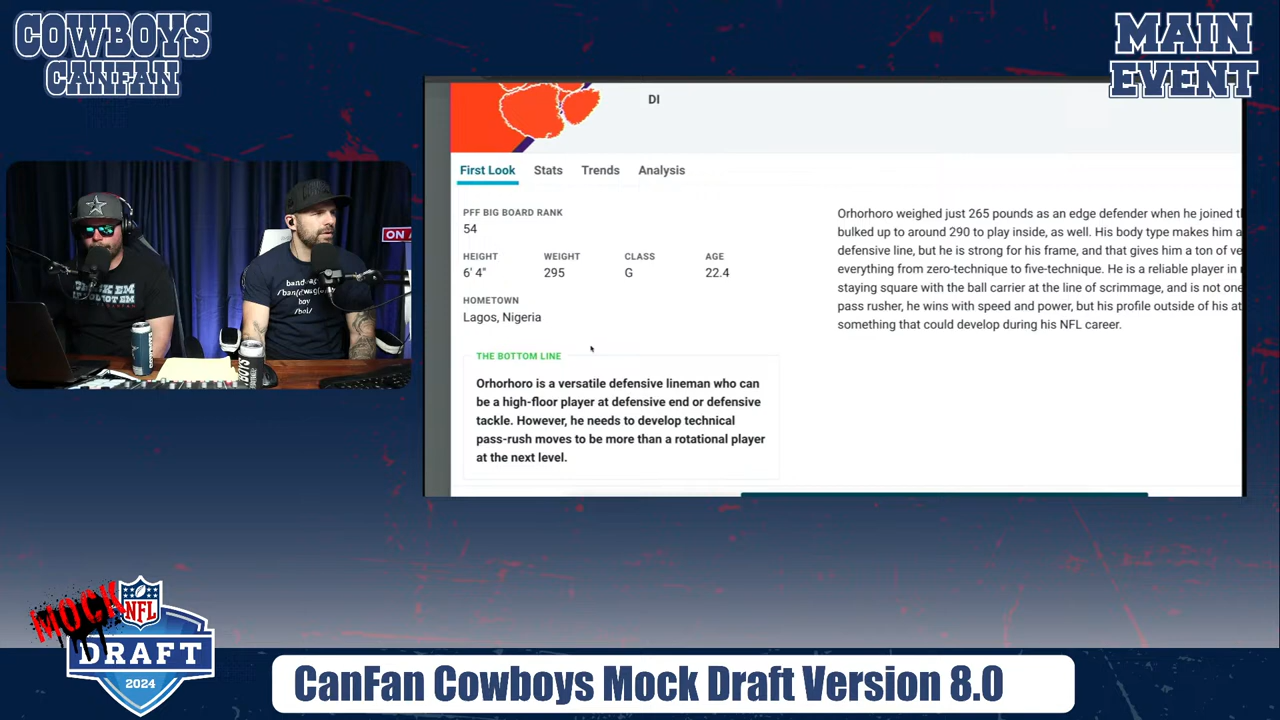 COWBOYS
CANFAN
MAIN
EVENT
DI
First Look Stats Trends Analysis
PFF BIG BOARD RANK
54
HEIGHT WEIGHT CLASS AGE
6' 4" 295 G 22.4
HOMETOWN
Lagos, Nigeria
THE BOTTOM LINE
Orhorhoro is a versatile defensive lineman who can
be a high-floor player at defensive end or defensive
tackle. However, he needs to develop technical
pass-rush moves to be more than a rotational player
at the next level.
Orhorhoro weighed just 265 pounds as an edge defender when he joined
bulked up to around 290 to play inside, as well. His body type makes him a
defensive line, but he is strong for his frame, and that gives him a ton of ve
everything from zero-technique to five-technique. He is a reliable player in
staying square with the ball carrier at the line of scrimmage, and is not one
pass rusher, he wins with speed and power, but his profile outside of his at
something that could develop during his NFL career.
ON
boy
/boi/
MOCK
NFL
DRAFT
2024
CanFan Cowboys Mock Draft Version 8.0